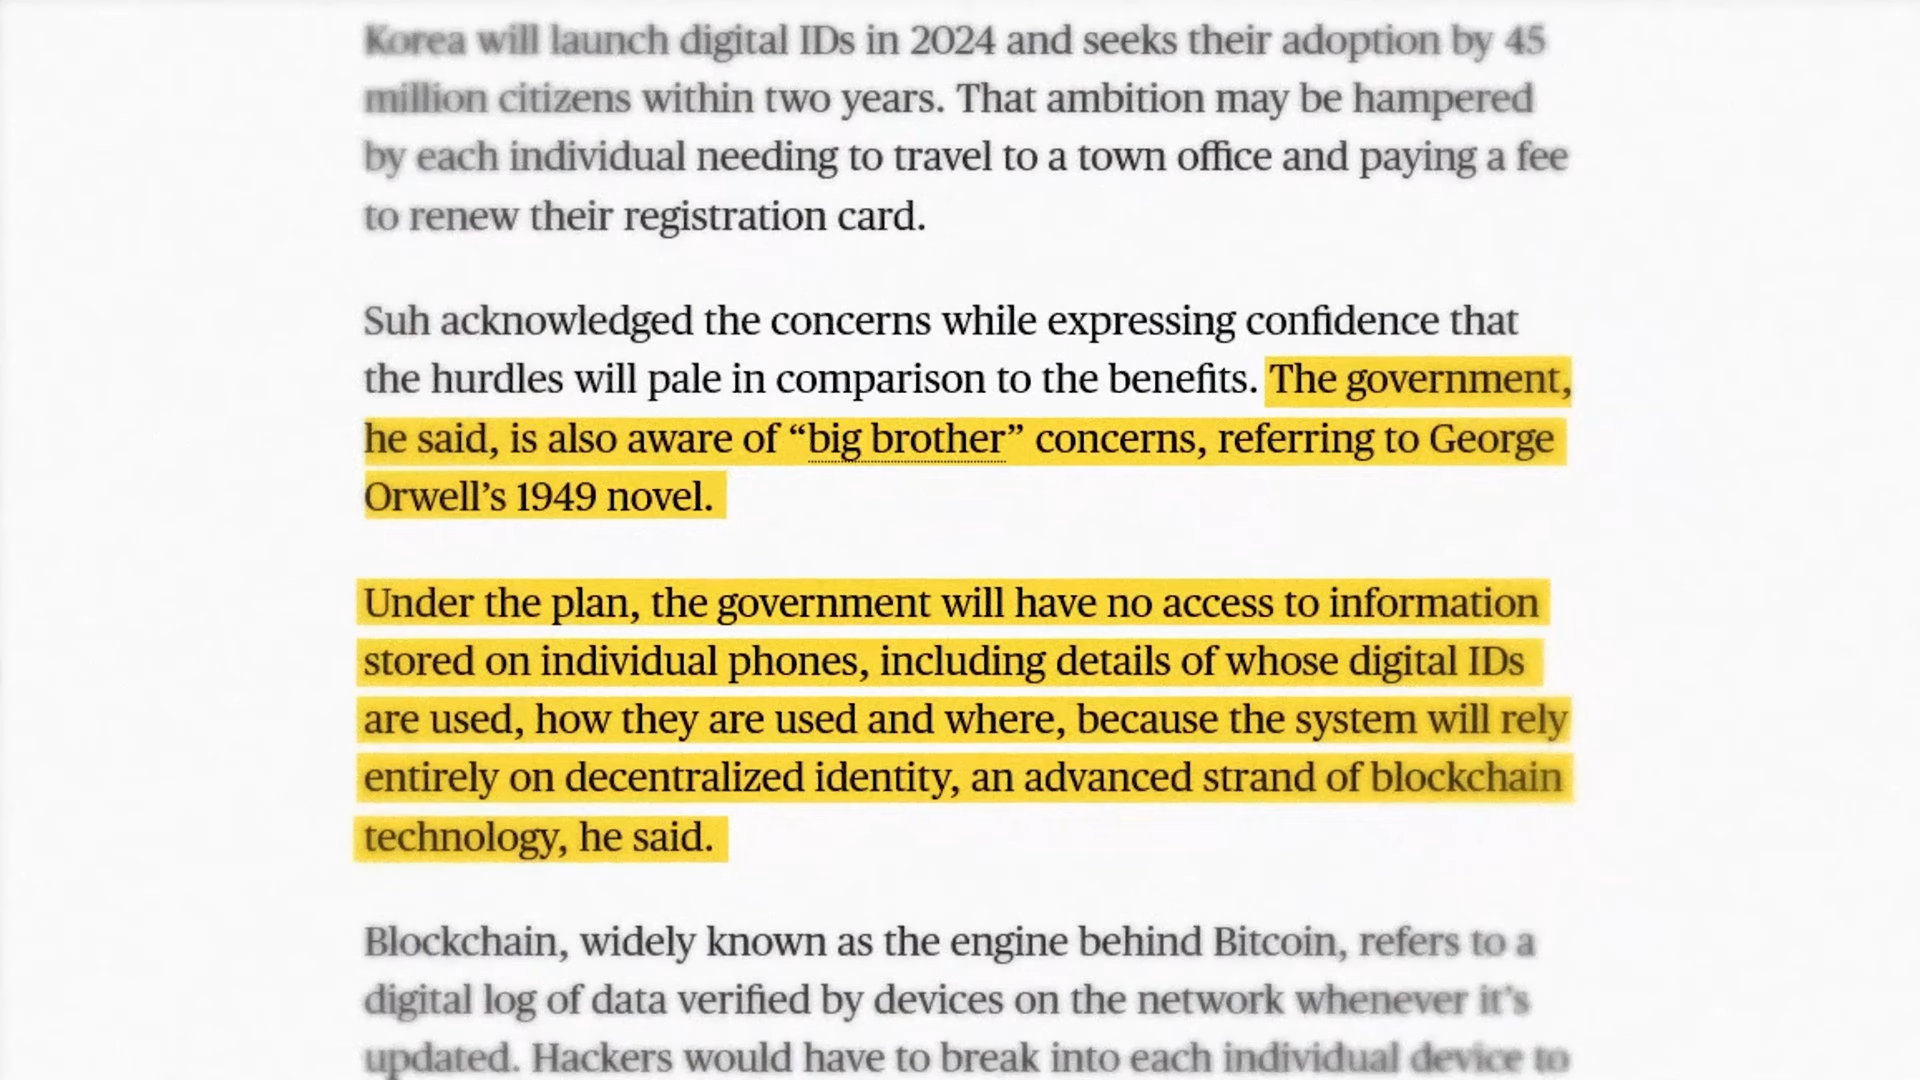 Korea will launch digital IDs in 2024 and seeks their adoption by 45
million citizens within two years. That ambition may be hampered
by each individual needing to travel to a town office and paying a fee
to renew their registration card.
Suh acknowledged the concerns while expressing confidence that
the hurdles will pale in comparison to the benefits. The government,
he said, is also aware of “big brother” concerns, referring to George
Orwell’s 1949 novel.
Under the plan, the government will have no access to information
stored on individual phones, including details of whose digital IDs
are used, how they are used and where, because the system will rely
entirely on decentralized identity, an advanced strand of blockchain
technology, he said.
Blockchain, widely known as the engine behind Bitcoin, refers to a
digital log of data verified by devices on the network whenever it’s
updated. Hackers would have to break into each individual device to